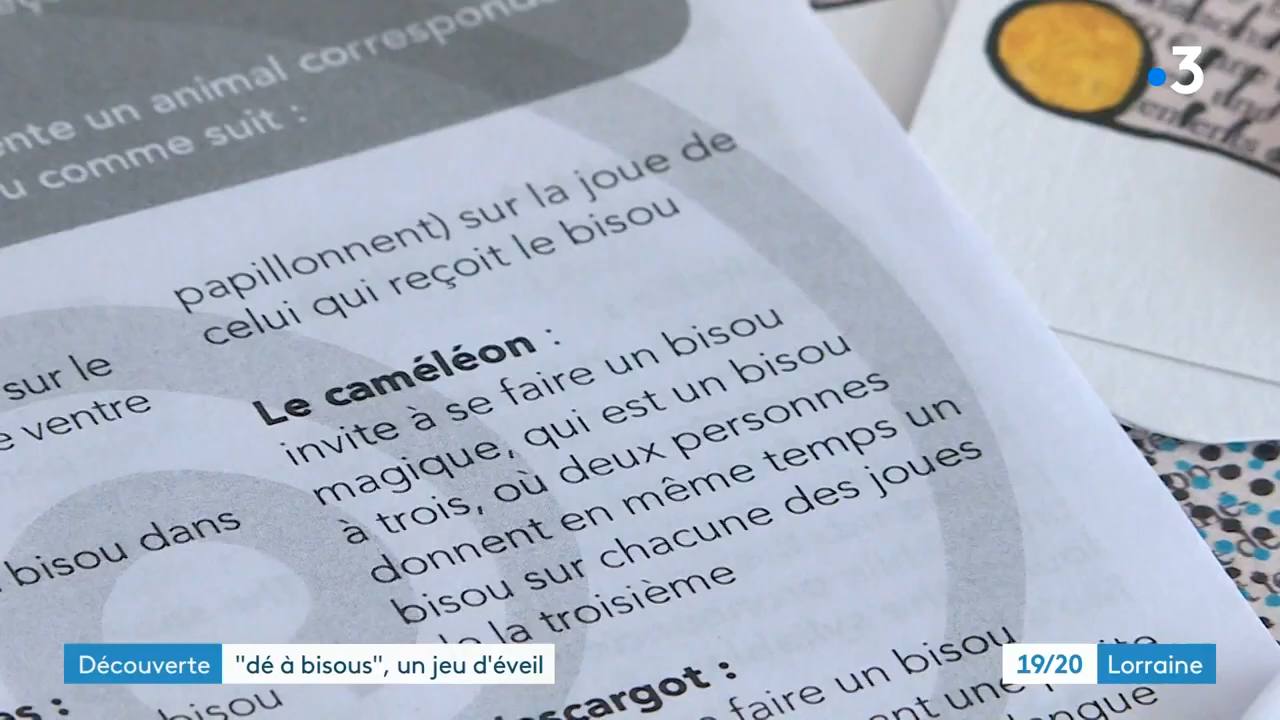 un animal correspond
comme suit :
papillonnent) sur la joue de
celui qui reçoit le bisou
sur le
ventre
bisou dans
Le caméléon :
invite à se faire un bisou
magique, qui est un bisou
à trois, où deux personnes
donnent en même temps un
bisou sur chacune des joues
la troisième
faire un bisou
une
bisou
3
Découverte
"dé à bisous", un jeu d'éveil
19/20
Lorraine